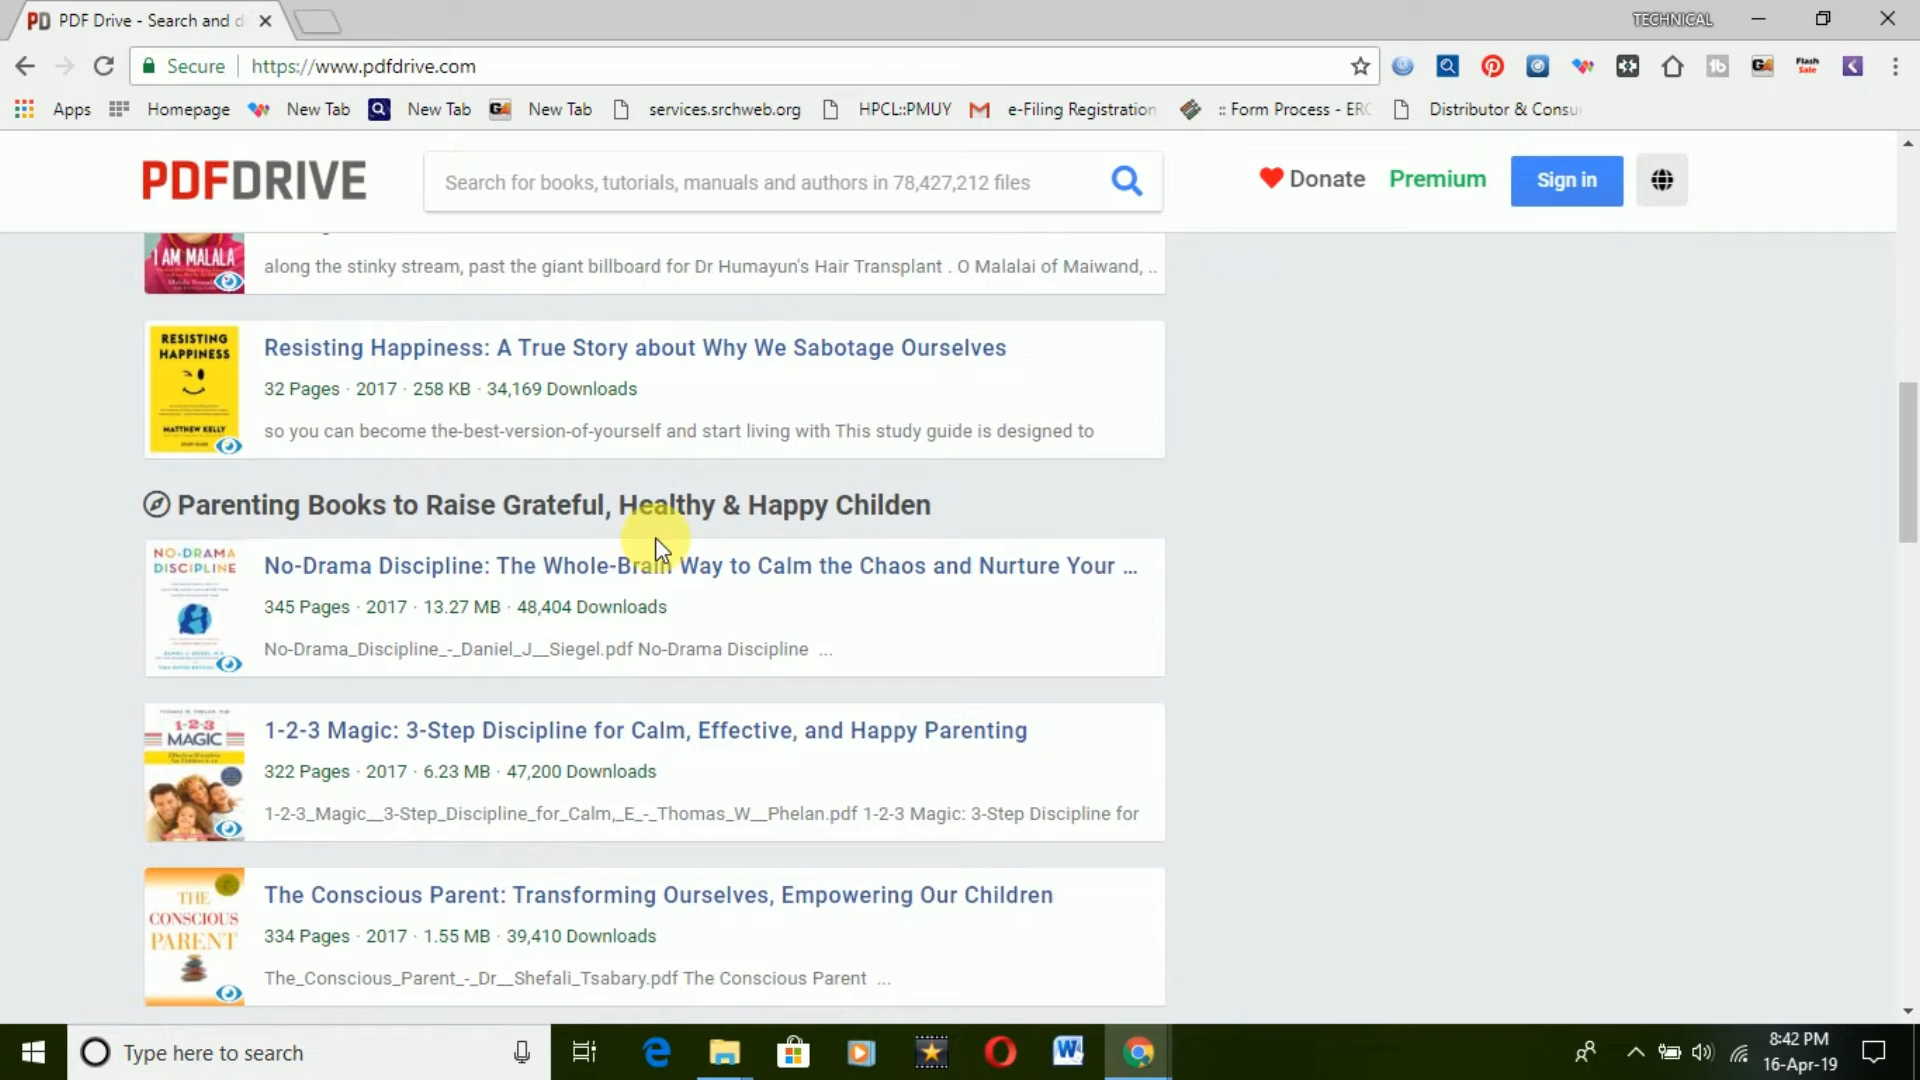 PDF Drive - Search and d
TECHNICAL
Secure
https://www.pdfdrive.com
Flash Sale
Apps
Homepage
New Tab
New Tab
New Tab
services.srchweb.org
HPCL::PMUY
e-Filing Registration
:: Form Process - ERC
Distributor & Consu
PDFDRIVE
Search for books, tutorials, manuals and authors in 78,427,212 files
Donate
Premium
Sign in
I AM MALALA
along the stinky stream, past the giant billboard for Dr Humayun's Hair Transplant . O Malalai of Maiwand, ..
RESISTING
HAPPINESS
MATTHEW KELLY
Resisting Happiness: A True Story about Why We Sabotage Ourselves
32 Pages · 2017 · 258 KB · 34,169 Downloads
so you can become the-best-version-of-yourself and start living with This study guide is designed to
Parenting Books to Raise Grateful, Healthy & Happy Childen
NO-DRAMA
DISCIPLINE
No-Drama Discipline: The Whole-Brain Way to Calm the Chaos and Nurture Your ...
345 Pages · 2017 · 13.27 MB · 48,404 Downloads
No-Drama_Discipline_-_Daniel_J__Siegel.pdf No-Drama Discipline ...
1-2-3
MAGIC
1-2-3 Magic: 3-Step Discipline for Calm, Effective, and Happy Parenting
322 Pages · 2017 · 6.23 MB · 47,200 Downloads
1-2-3_Magic__3-Step_Discipline_for_Calm,_E_-_Thomas_W__Phelan.pdf 1-2-3 Magic: 3-Step Discipline for
THE
CONSCIOUS
PARENT
The Conscious Parent: Transforming Ourselves, Empowering Our Children
334 Pages · 2017 · 1.55 MB · 39,410 Downloads
The_Conscious_Parent_-_Dr__Shefali_Tsabary.pdf The Conscious Parent ...
Type here to search
8:42 PM
16-Apr-19